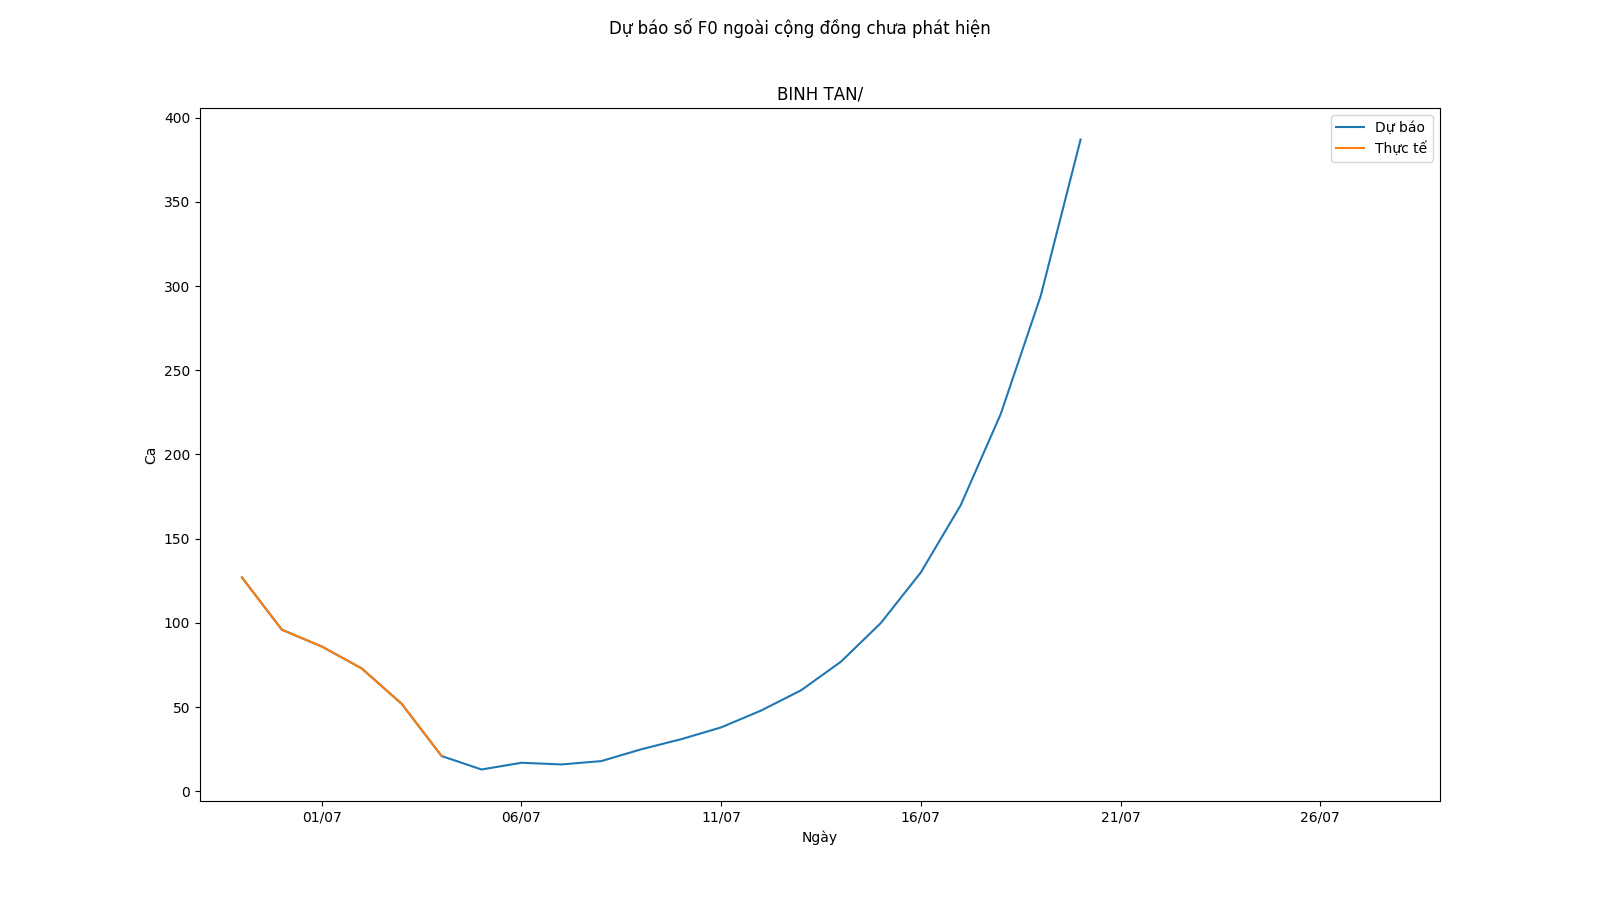 Dự báo số F0 ngoài cộng đồng chưa phát hiện
BINH TAN/
400
350
300
250
200
150
100
50
0
Ca
Dự báo
Thực tế
01/07
06/07
11/07
16/07
21/07
26/07
Ngày